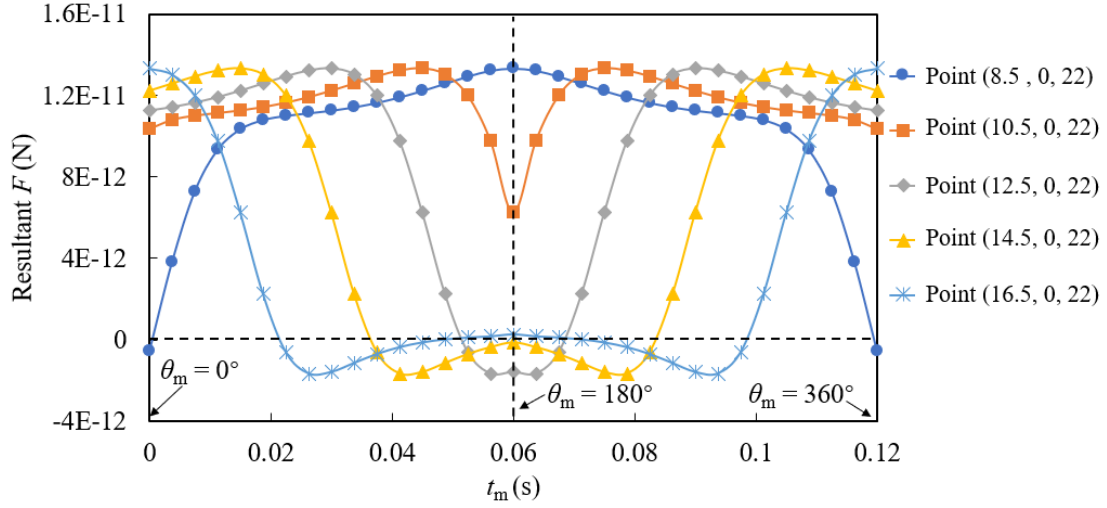 1.6E-11
1.2E-11
8E-12
4E-12
0
-4E-12
Resultant F (N)
θm = 0°
θm = 180°
θm = 360°
0
0.02
0.04
0.06
0.08
0.1
0.12
tm (s)
Point (8.5 , 0, 22)
Point (10.5, 0, 22)
Point (12.5, 0, 22)
Point (14.5, 0, 22)
Point (16.5, 0, 22)